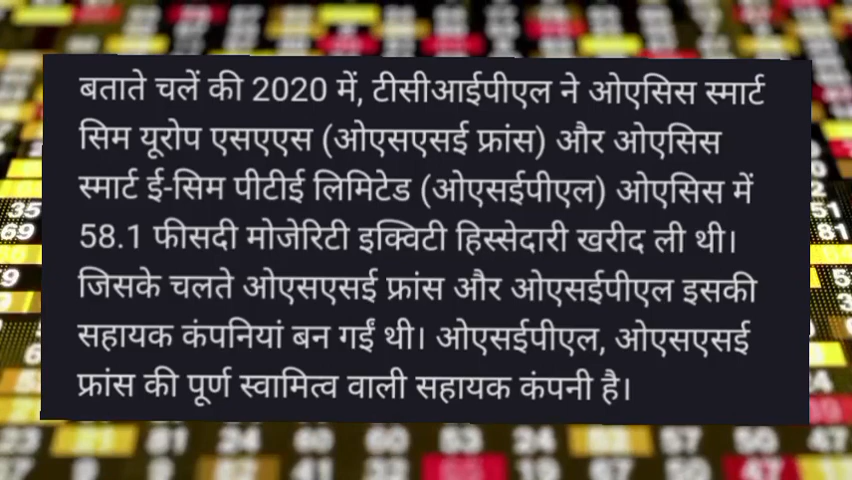 बताते चलें की 2020 में, टीसीआईपीएल ने ओएसिस स्मार्ट
सिम यूरोप एसएएस (ओएसएसई फ्रांस) और ओएसिस
स्मार्ट ई-सिम पीटीई लिमिटेड (ओएसईपीएल) ओएसिस में
58.1 फीसदी मोजेरिटी इक्विटी हिस्सेदारी खरीद ली थी।
जिसके चलते ओएसएसई फ्रांस और ओएसईपीएल इसकी
सहायक कंपनियां बन गईं थी। ओएसईपीएल, ओएसएसई
फ्रांस की पूर्ण स्वामित्व वाली सहायक कंपनी है।